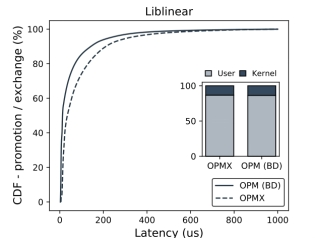 Liblinear
CDF - promotion / exchange (%)
100
80
60
40
20
0
User Kernel
100
50
0
OPMX OPM (BD)
OPM (BD)
OPMX
0 200 400 600 800 1000
Latency (us)